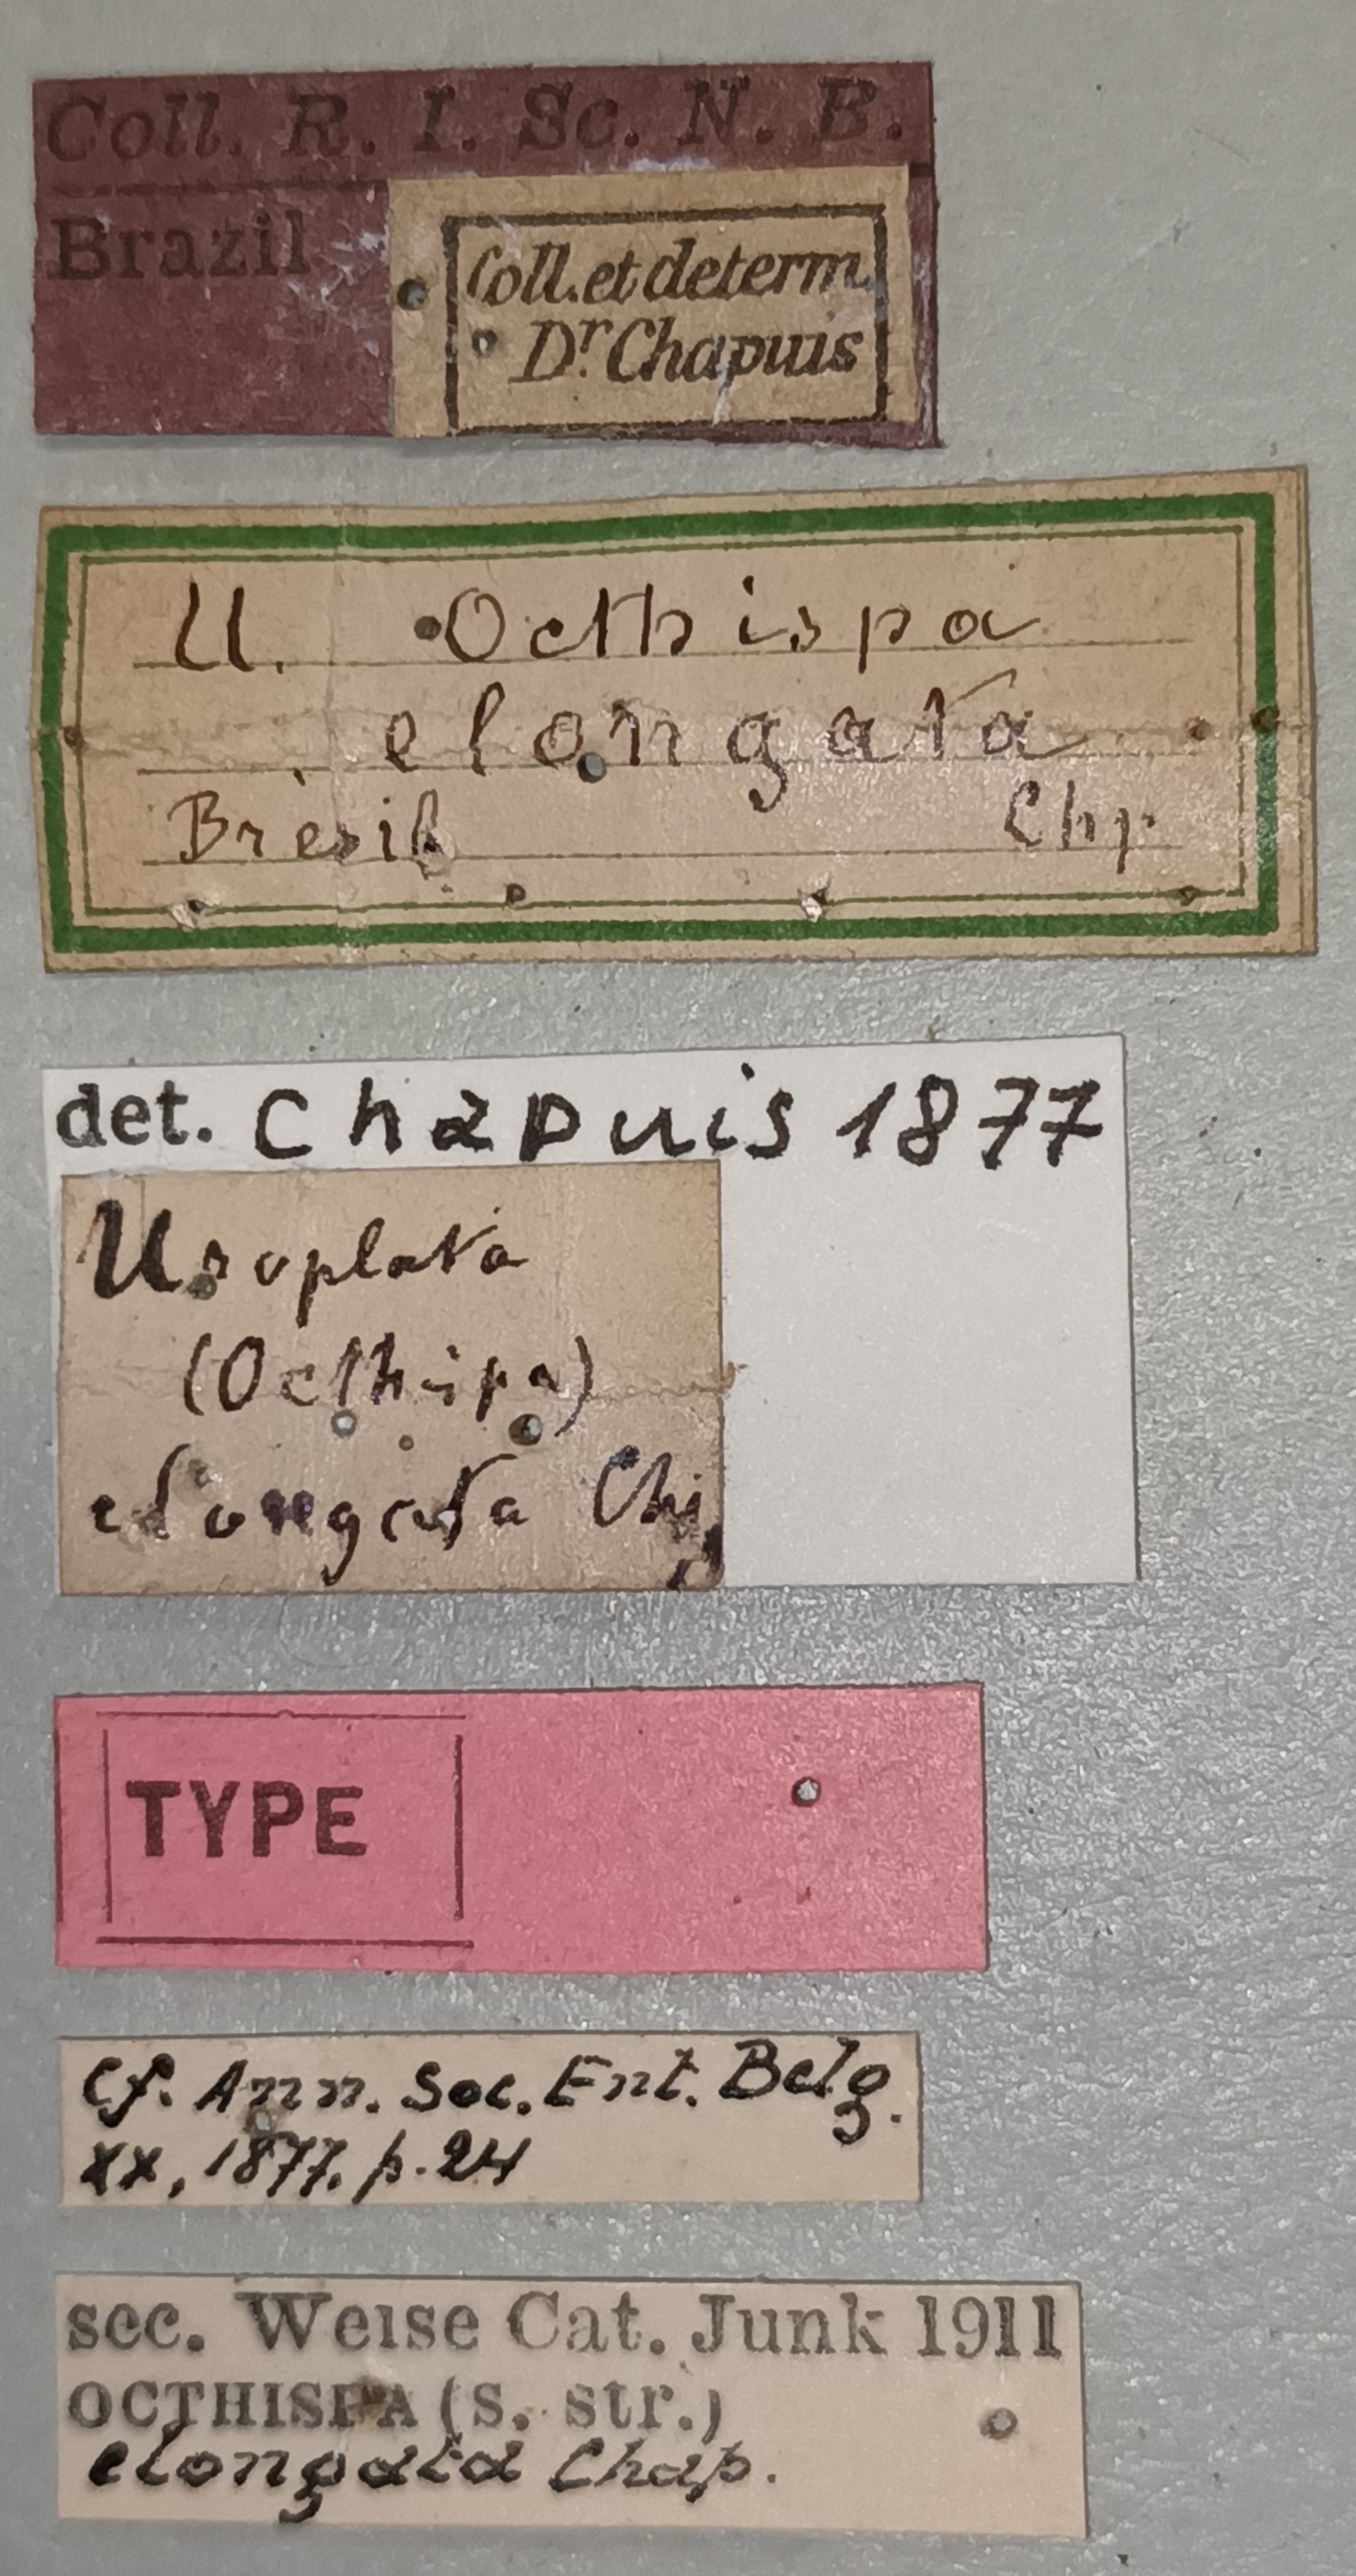 Coll. R. I. Sc. N. B.
Brazil
Coll. et determ.
Dr. Chapuis
U. Octhispa
elongata
Brèsil Chp.
det. Chapuis 1877
Uroplata
(Octhispa)
elongata Chp
TYPE
Cf. Ann. Soc. Ent. Belg.
XX, 1877. p. 24
sec. Weise Cat. Junk 1911
OCTHISPA (s. str.)
elongata Chap.